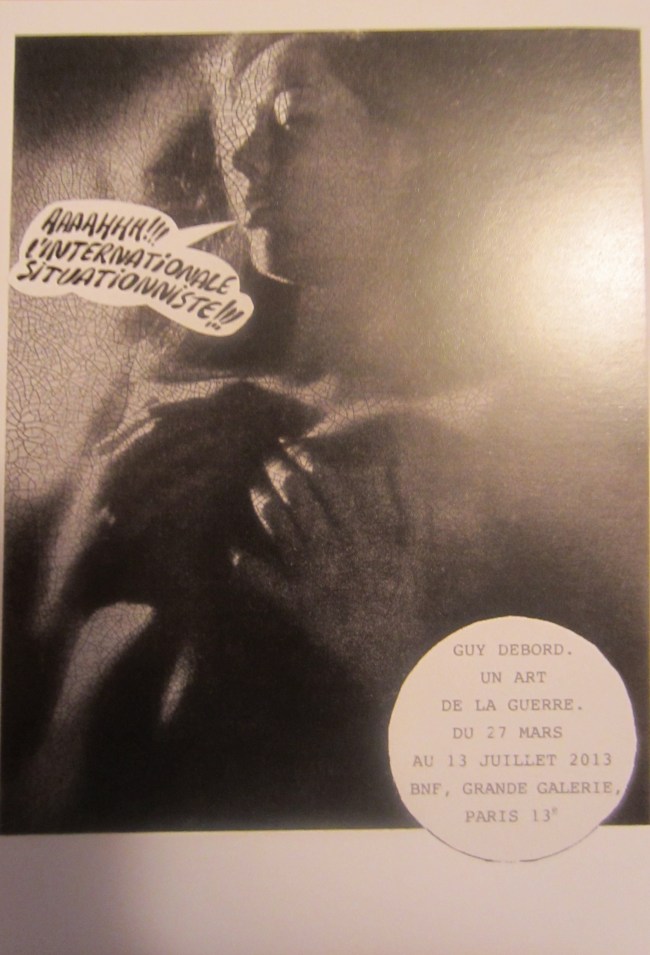 AAAAHHH!!!
L'INTERNATIONALE
SITUATIONNISTE!!!
GUY DEBORD.
UN ART
DE LA GUERRE.
DU 27 MARS
AU 13 JUILLET 2013
BNF, GRANDE GALERIE,
PARIS 13E